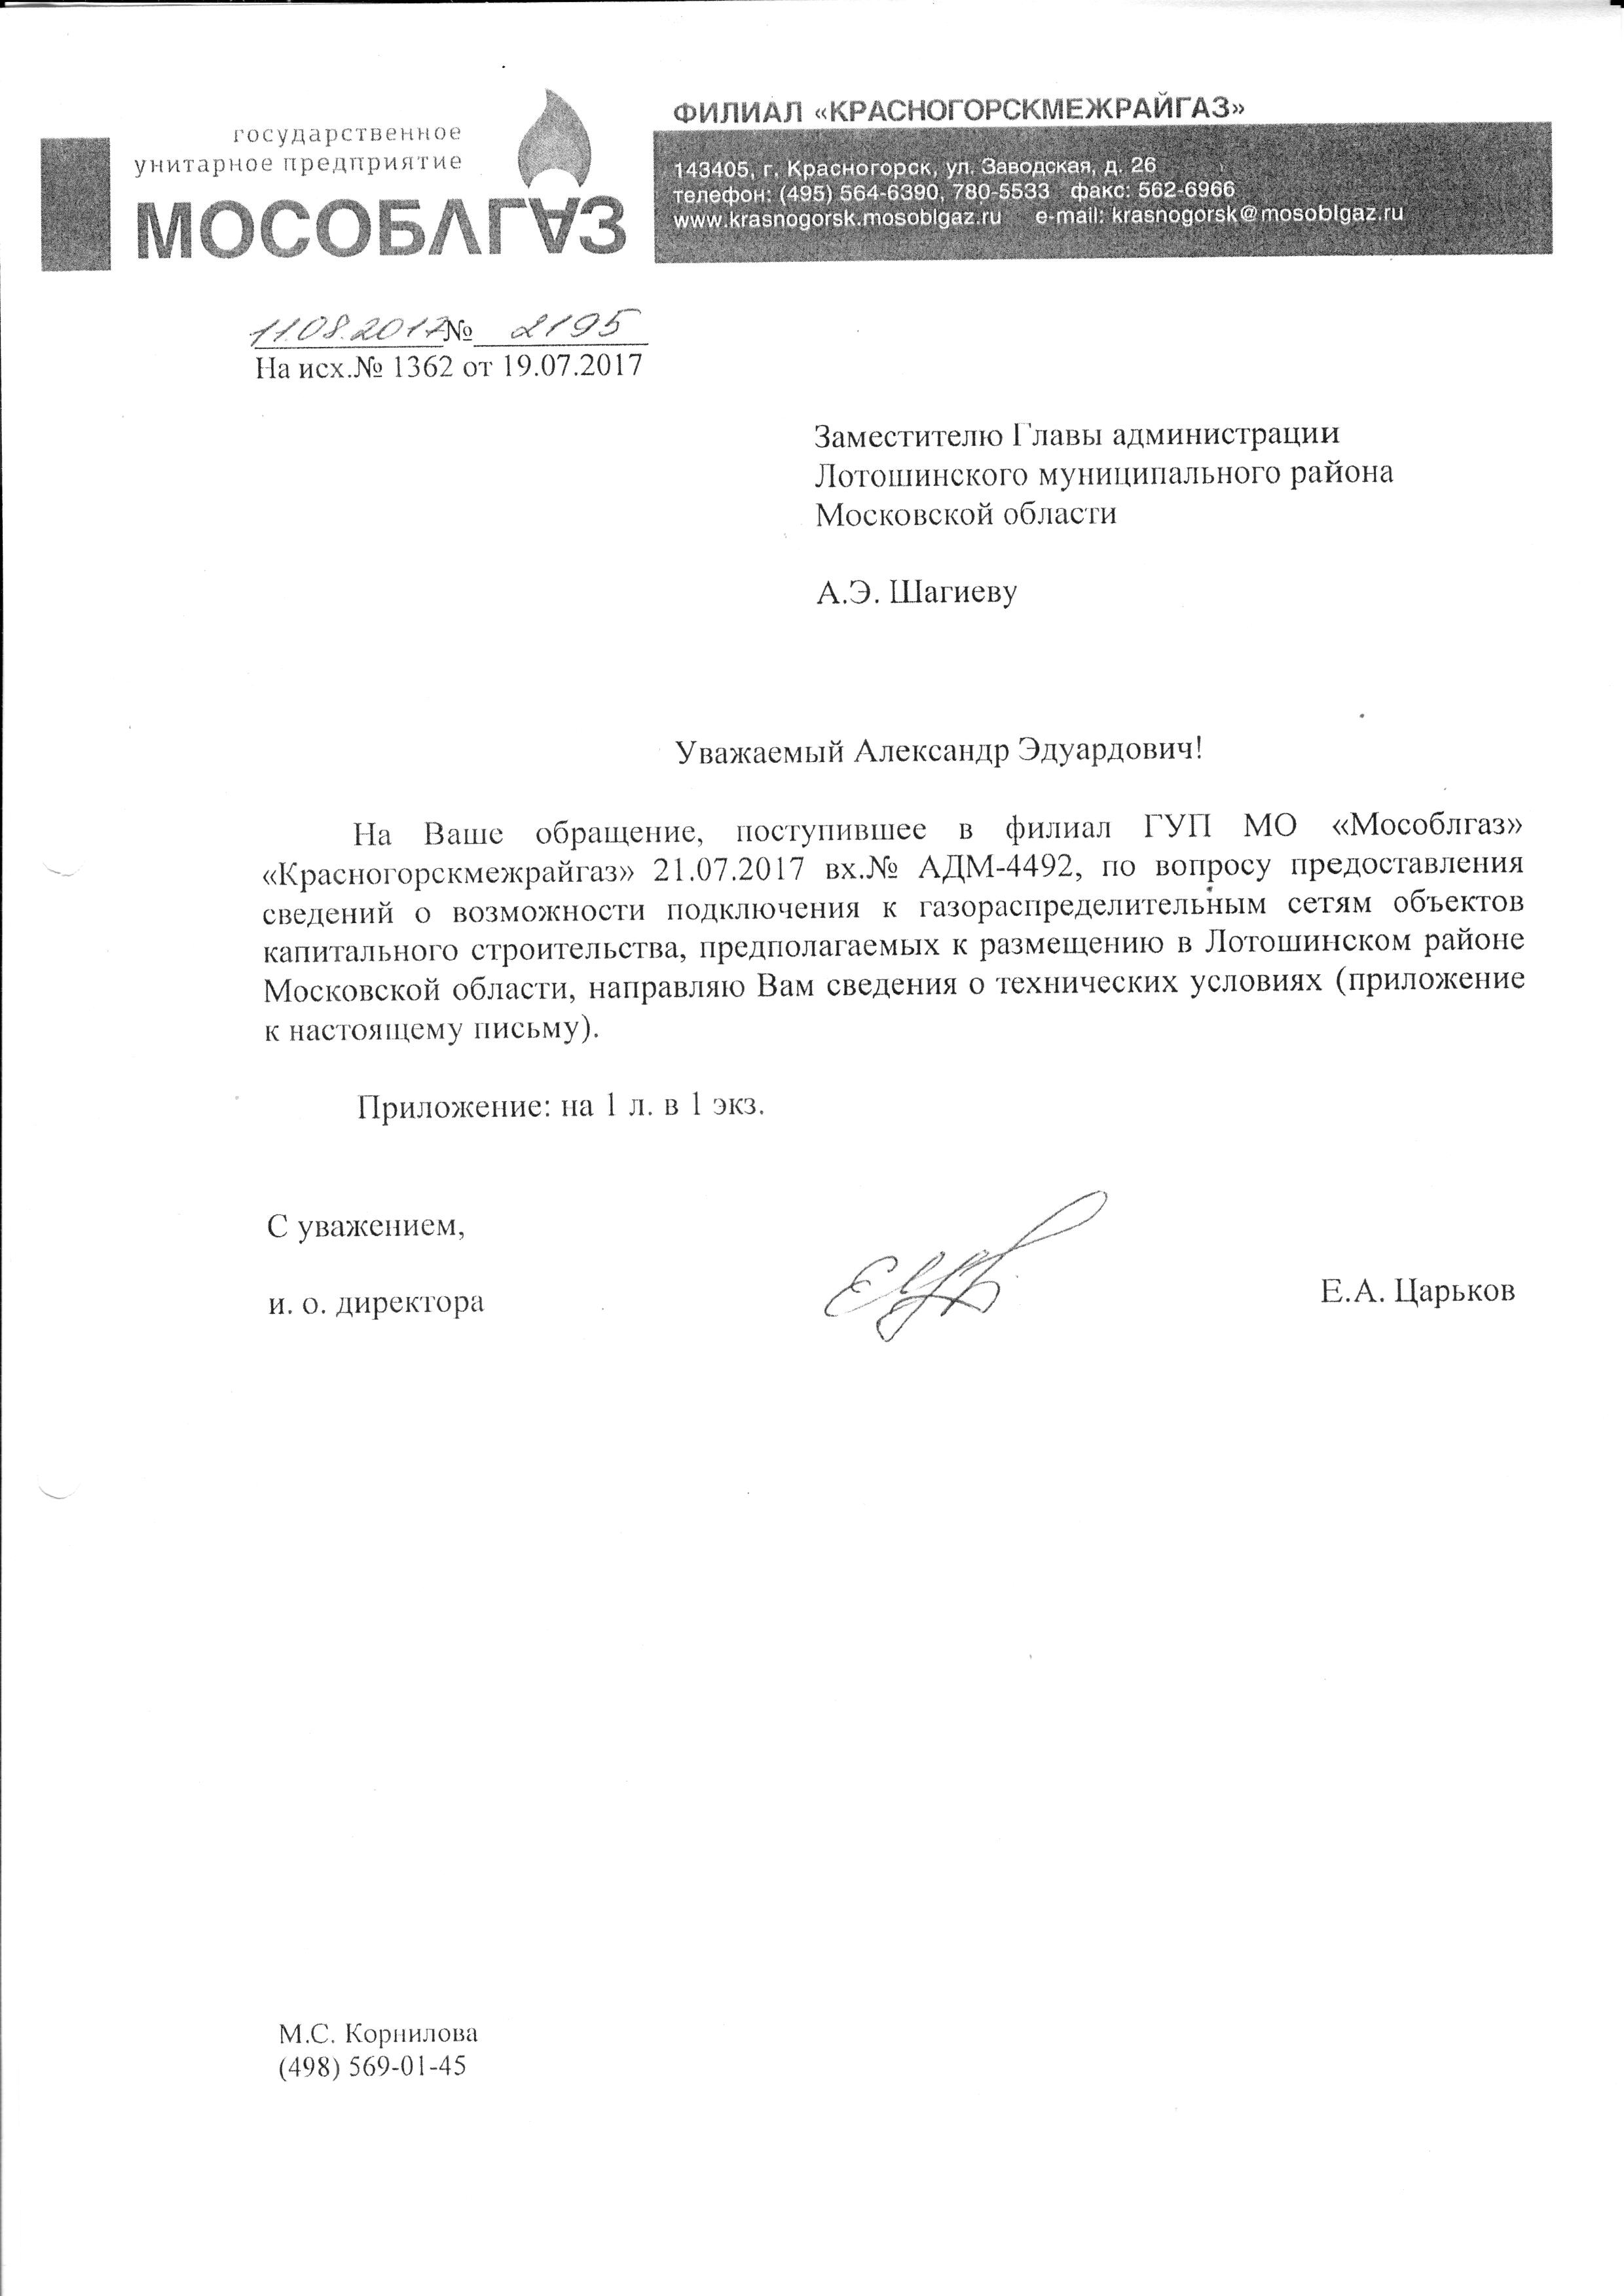 государственное
унитарное предприятие
МОСОБЛГАЗ
ФИЛИАЛ «КРАСНОГОРСКМЕЖРАЙГАЗ»
143405, г. Красногорск, ул. Заводская, д. 26
телефон: (495) 564-6390, 780-5533 факс: 562-6966
www.krasnogorsk.mosoblgaz.ru e-mail: krasnogorsk@mosoblgaz.ru
11.08.2017 № 2195
На исх.№ 1362 от 19.07.2017
Заместителю Главы администрации
Лотошинского муниципального района
Московской области
А.Э. Шагиеву
Уважаемый Александр Эдуардович!
На Ваше обращение, поступившее в филиал ГУП МО «Мособлгаз»
«Красногорскмежрайгаз» 21.07.2017 вх.№ АДМ-4492, по вопросу предоставления
сведений о возможности подключения к газораспределительным сетям объектов
капитального строительства, предполагаемых к размещению в Лотошинском районе
Московской области, направляю Вам сведения о технических условиях (приложение
к настоящему письму).
Приложение: на 1 л. в 1 экз.
С уважением,
и. о. директора Е.А. Царьков
М.С. Корнилова
(498) 569-01-45